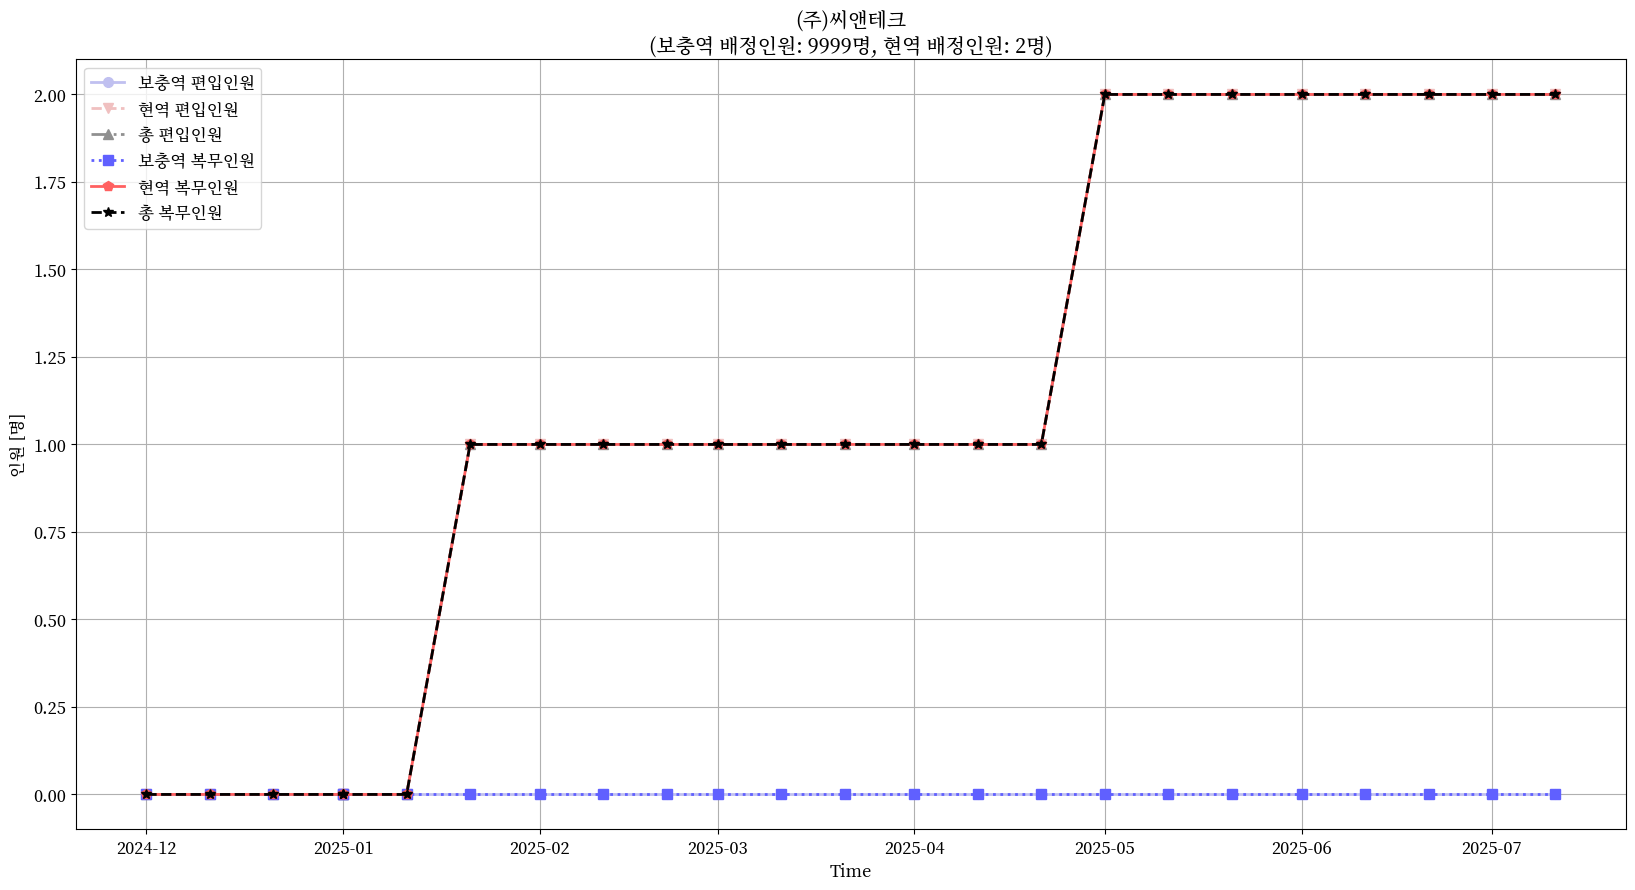 (주)씨앤테크
(보충역 배정인원: 9999명, 현역 배정인원: 2명)
보충역 편입인원
현역 편입인원
총 편입인원
보충역 복무인원
현역 복무인원
총 복무인원
2.00
1.75
1.50
1.25
1.00
0.75
0.50
0.25
0.00
인원 [명]
2024-12
2025-01
2025-02
2025-03
2025-04
2025-05
2025-06
2025-07
Time